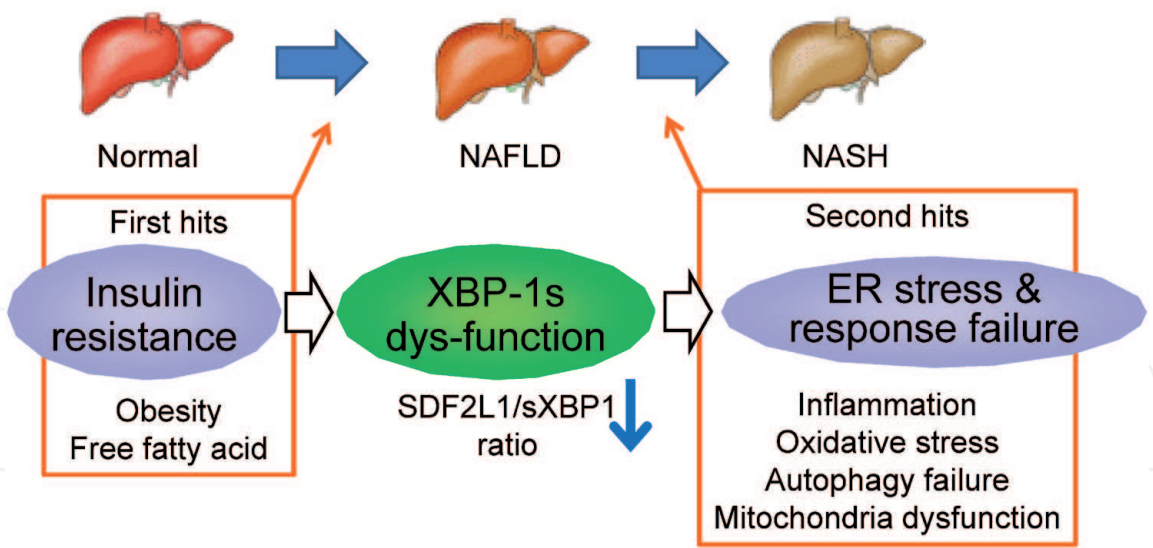 Normal
NAFLD
NASH
First hits
Insulin
resistance
Obesity
Free fatty acid
XBP-1s
dys-function
SDF2L1/sXBP1
ratio
Second hits
ER stress &
response failure
Inflammation
Oxidative stress
Autophagy failure
Mitochondria dysfunction